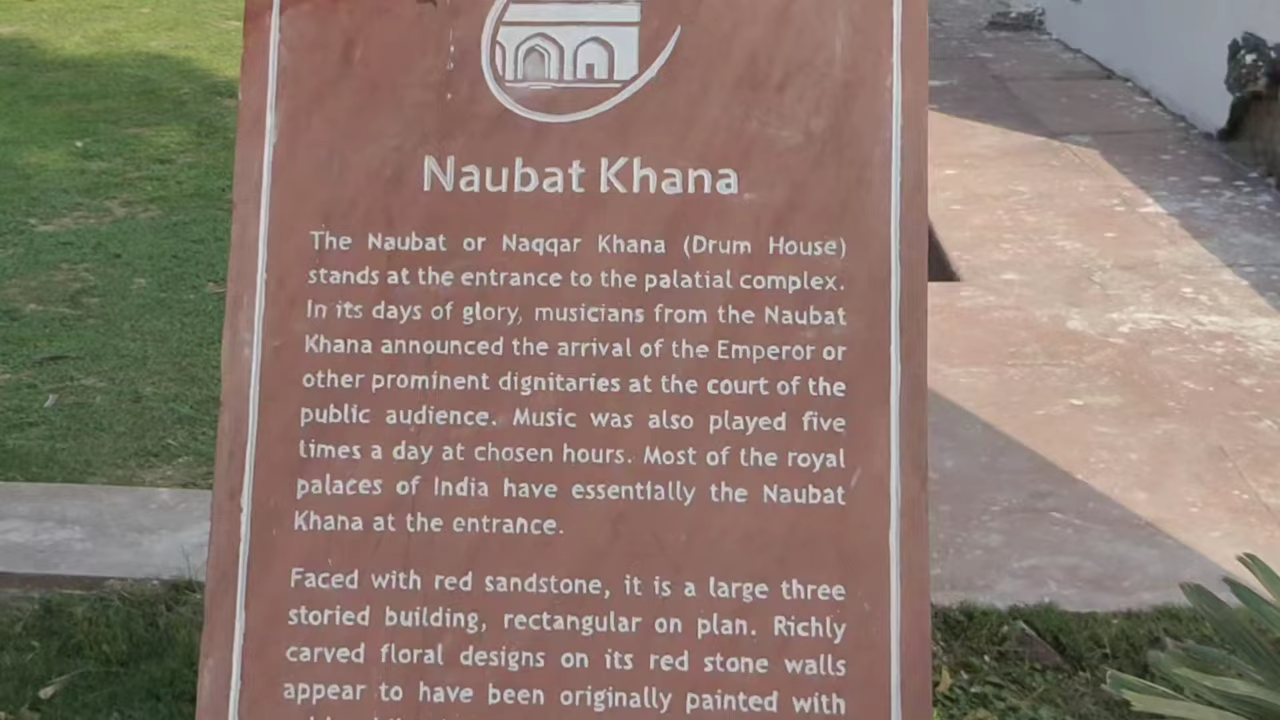 Naubat Khana
The Naubat or Naqqar Khana (Drum House)
stands at the entrance to the palatial complex.
In its days of glory, musicians from the Naubat
Khana announced the arrival of the Emperor or
other prominent dignitaries at the court of the
public audience. Music was also played five
times a day at chosen hours. Most of the royal
palaces of India have essentially the Naubat
Khana at the entrance.
Faced with red sandstone, it is a large three
storied building, rectangular on plan. Richly
carved floral designs on its red stone walls
appear to have been originally painted with